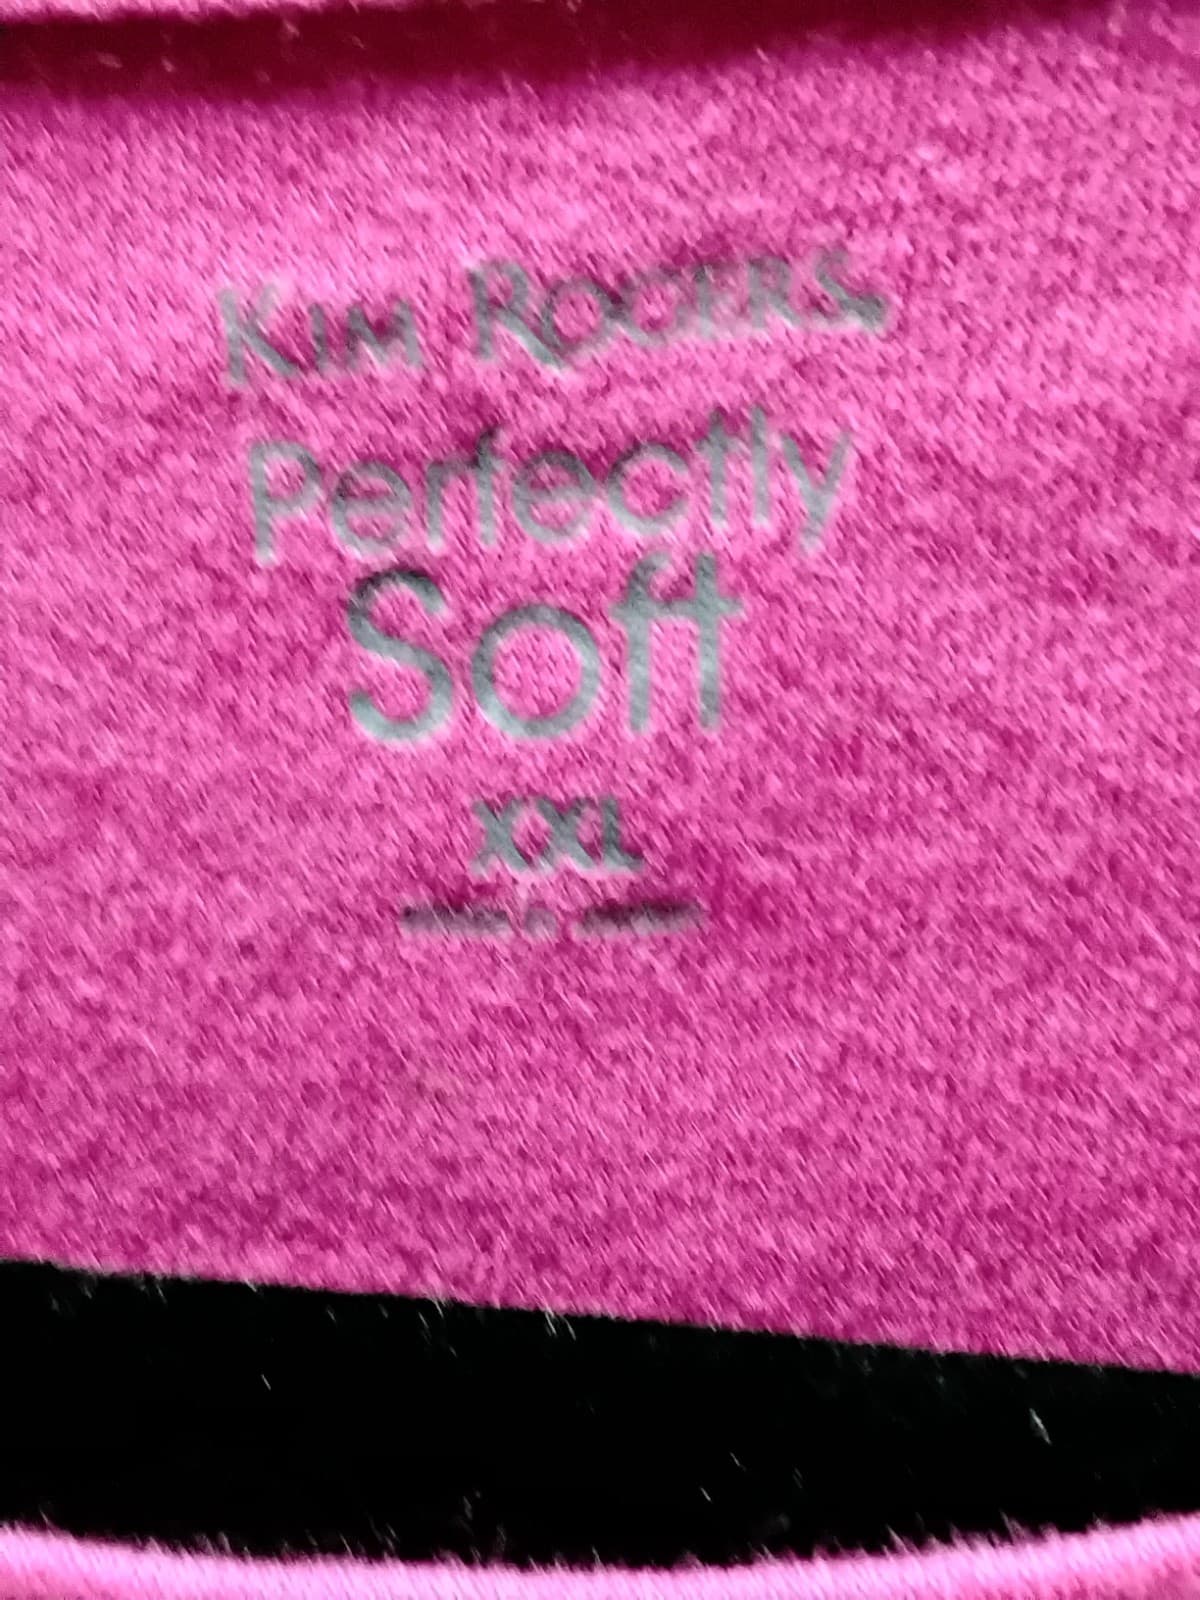 KIM ROGERS
Perfectly
Soft
XXL